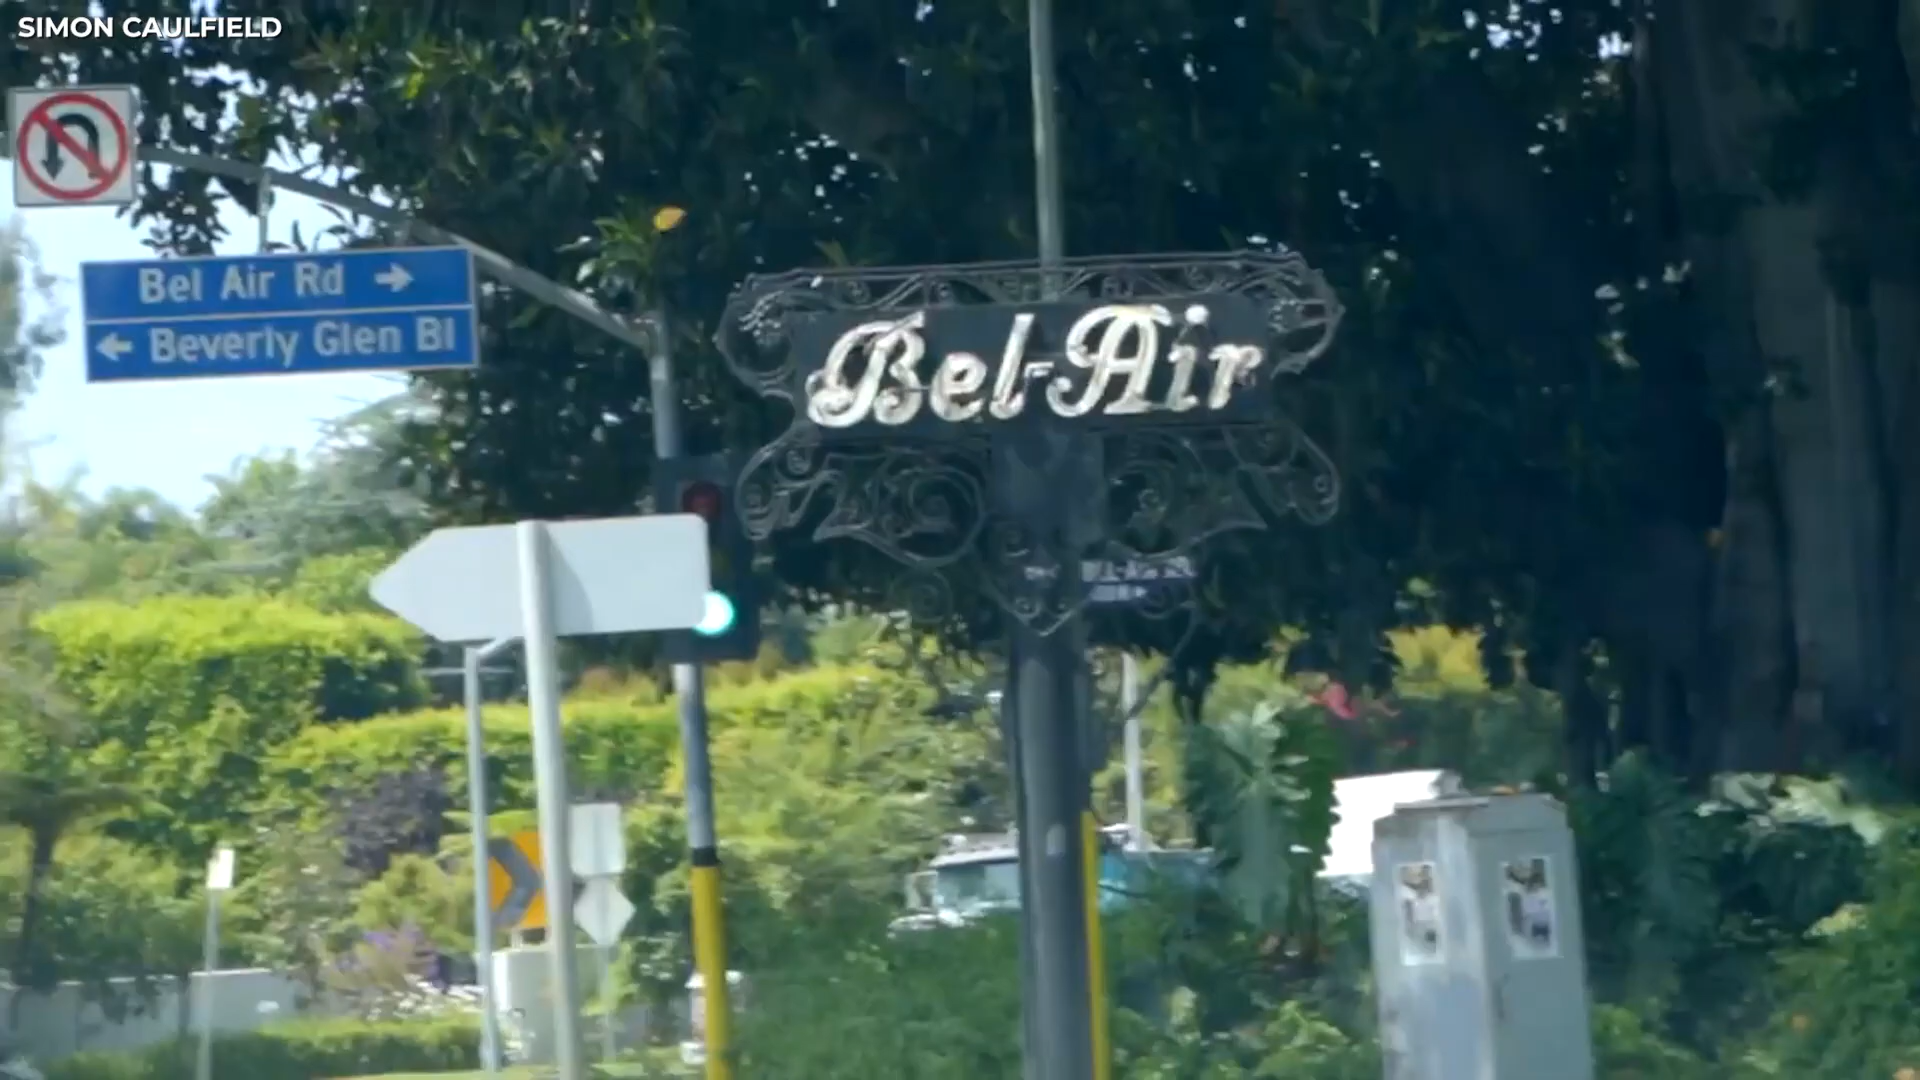 SIMON CAULFIELD
Bel Air Rd →
← Beverly Glen Bl
Bel-Air